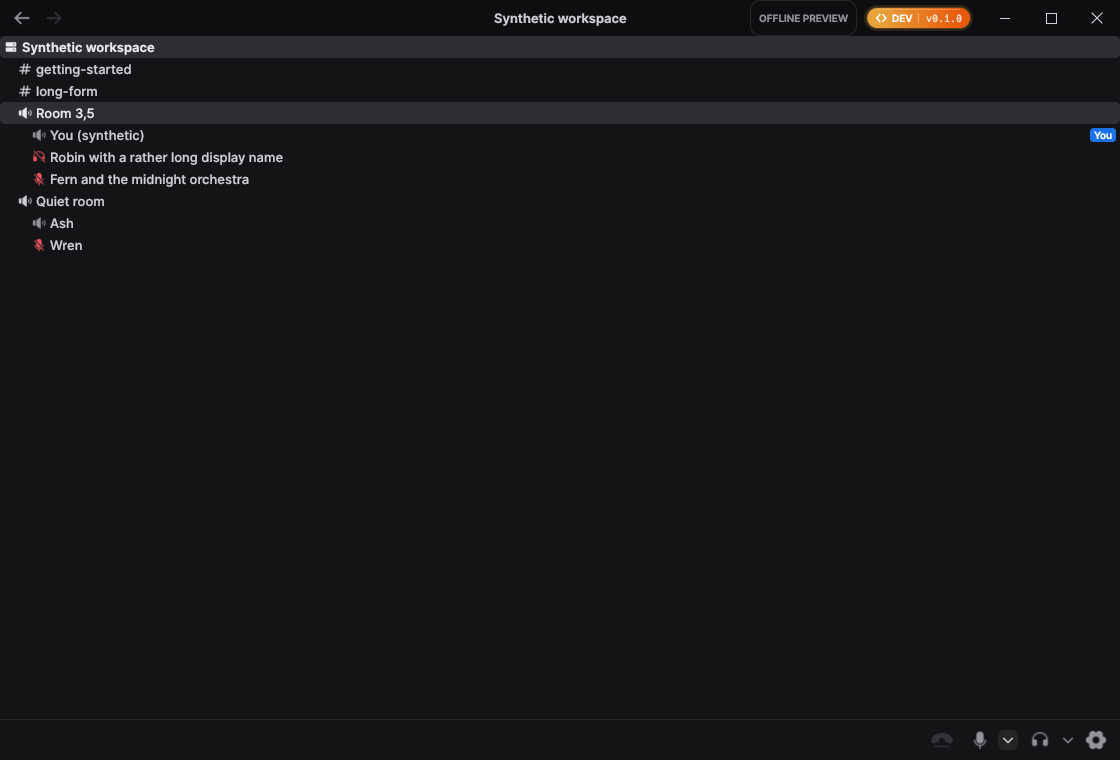 Synthetic workspace
OFFLINE PREVIEW
DEV | v0.1.0
Synthetic workspace
# getting-started
# long-form
Room 3,5
You (synthetic)
You
Robin with a rather long display name
Fern and the midnight orchestra
Quiet room
Ash
Wren